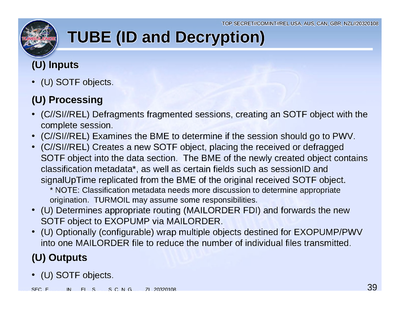 TOP SECRET//COMINT//REL USA, AUS, CAN, GBR, NZL//20320108
TUBE (ID and Decryption)
(U) Inputs
• (U) SOTF objects.
(U) Processing
• (C//SI//REL) Defragments fragmented sessions, creating an SOTF object with the
complete session.
• (C//SI//REL) Examines the BME to determine if the session should go to PWV.
• (C//SI//REL) Creates a new SOTF object, placing the received or defragged
SOTF object into the data section. The BME of the newly created object contains
classification metadata*, as well as certain fields such as sessionID and
signalUpTime replicated from the BME of the original received SOTF object.
* NOTE: Classification metadata needs more discussion to determine appropriate
origination. TURMOIL may assume some responsibilities.
• (U) Determines appropriate routing (MAILORDER FDI) and forwards the new
SOTF object to EXOPUMP via MAILORDER.
• (U) Optionally (configurable) wrap multiple objects destined for EXOPUMP/PWV
into one MAILORDER file to reduce the number of individual files transmitted.
(U) Outputs
• (U) SOTF objects.
20320108
39